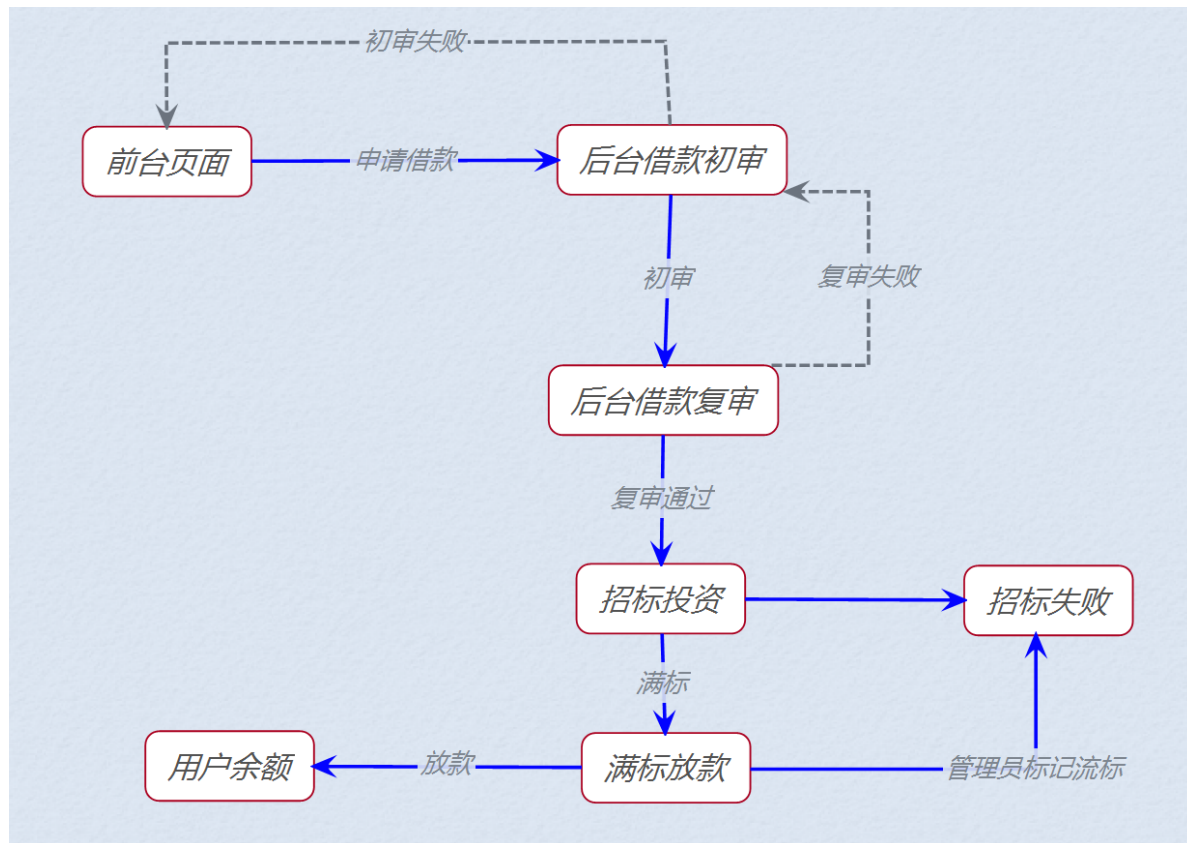 初审失败
前台页面
申请借款
后台借款初审
初审
复审失败
后台借款复审
复审通过
招标投资
招标失败
满标
用户余额
放款
满标放款
管理员标记流标